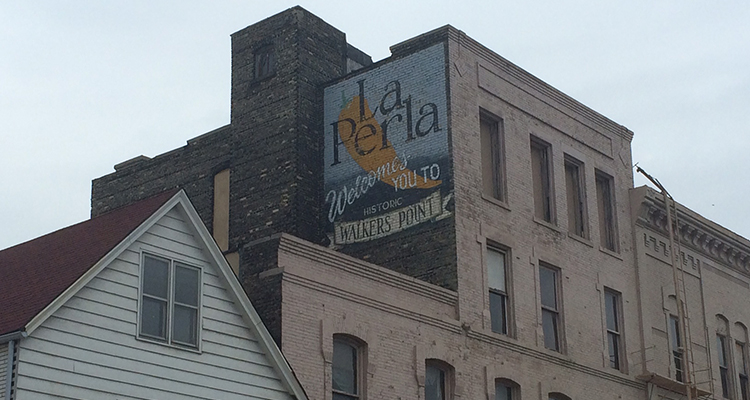 La
Perla
Welcomes
YOU TO
HISTORIC
WALKERS POINT